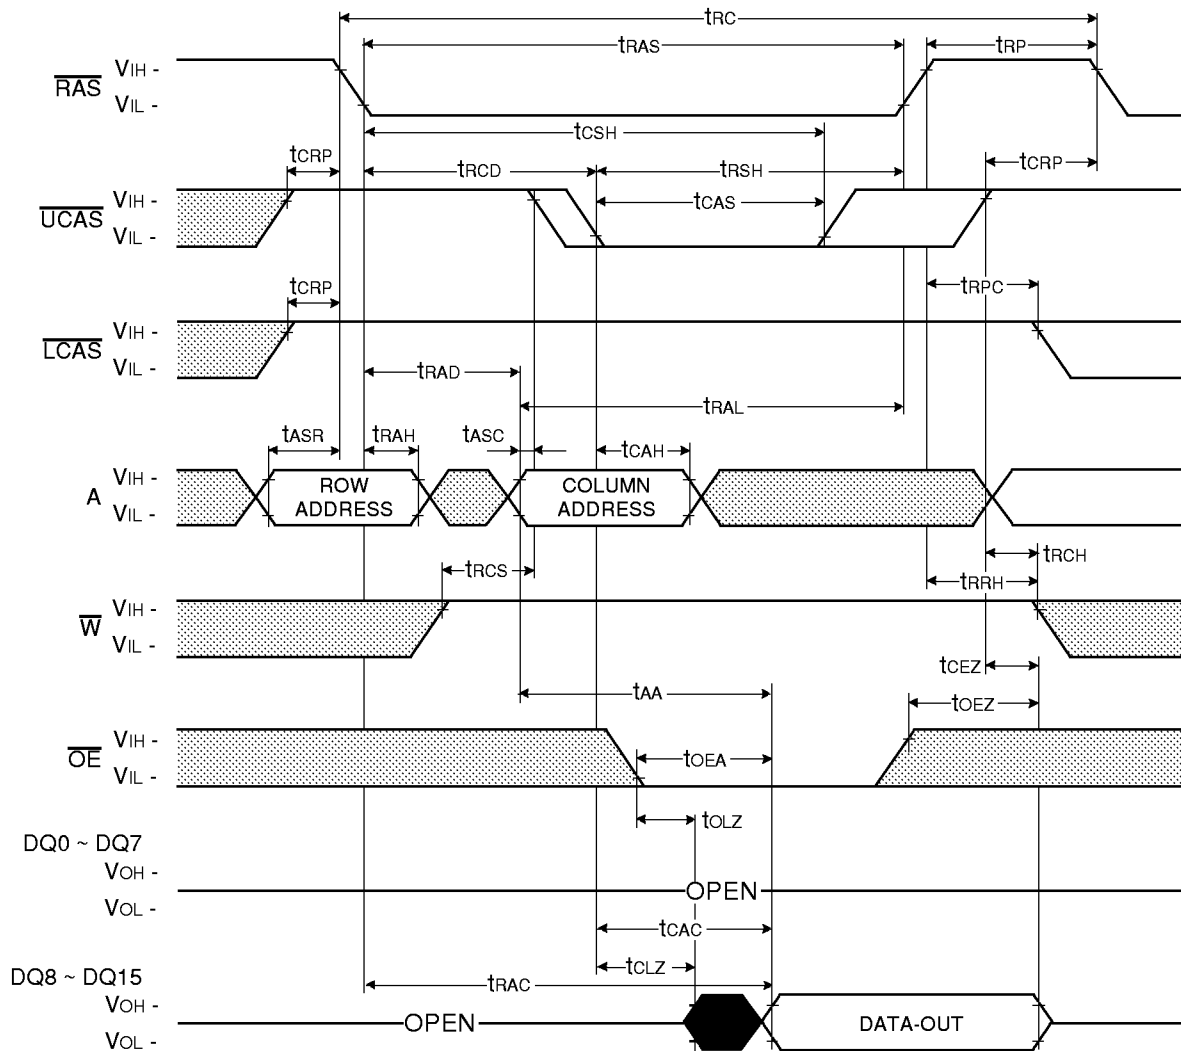 tRC
tRAS
tRP
RAS
VIH -
VIL -
tCSH
tCRP
tRCD
tRSH
tCRP
UCAS
VIH -
VIL -
tCAS
tCRP
tRPC
LCAS
VIH -
VIL -
tRAD
tRAL
tASR
tRAH
tASC
tCAH
A
VIH -
VIL -
ROW
ADDRESS
COLUMN
ADDRESS
tRCS
tRCH
tRRH
W
VIH -
VIL -
tCEZ
tAA
tOEZ
OE
VIH -
VIL -
tOEA
tOLZ
DQ0 ~ DQ7
VOH -
VOL -
OPEN
tCAC
tCLZ
DQ8 ~ DQ15
tRAC
VOH -
VOL -
OPEN
DATA-OUT